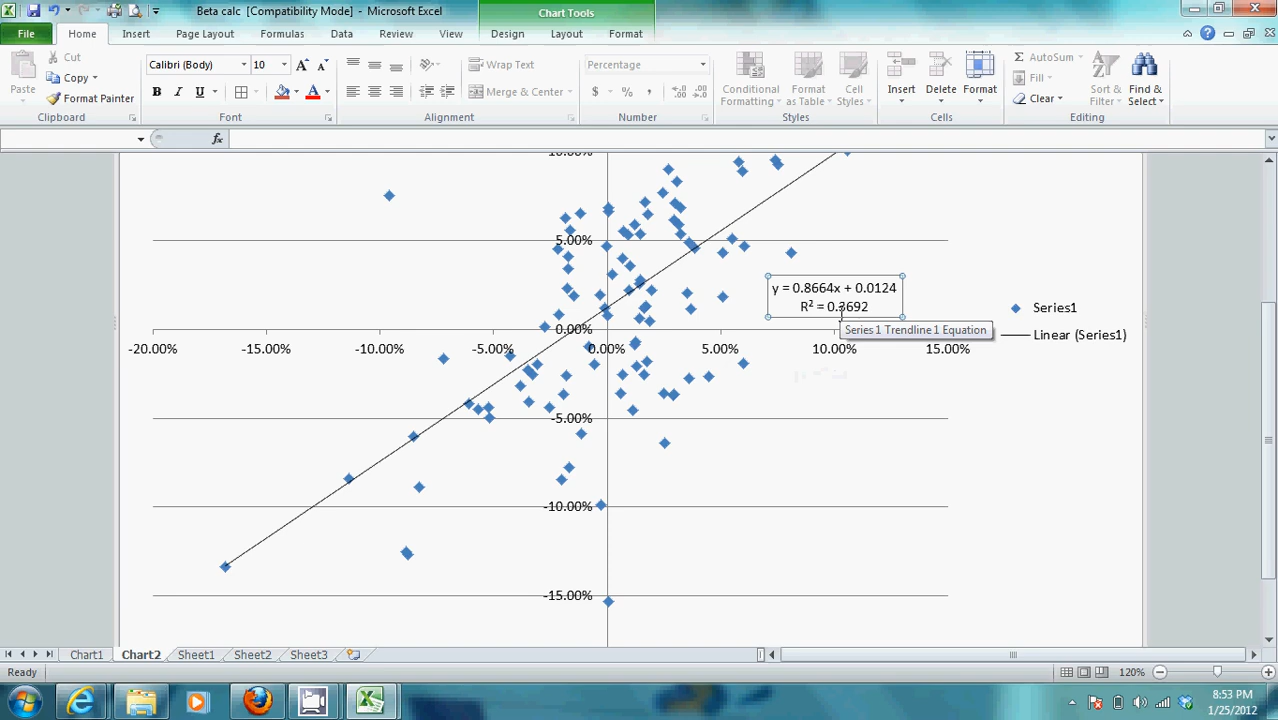 Beta calc [Compatibility Mode] - Microsoft Excel
Chart Tools
File Home Insert Page Layout Formulas Data Review View Design Layout Format
Paste
Cut
Copy
Format Painter
Clipboard
Calibri (Body) 10
B I U
Font
Wrap Text
Merge & Center
Alignment
Percentage
$ % ,
Number
Conditional Formatting
Format as Table
Cell Styles
Styles
Insert Delete Format
Cells
AutoSum
Fill
Clear
Sort & Filter
Find & Select
Editing
fx
10.00%
5.00%
0.00%
-5.00%
-10.00%
-15.00%
-20.00% -15.00% -10.00% -5.00% 0.00% 5.00% 10.00% 15.00%
y = 0.8664x + 0.0124
R² = 0.3692
Series 1 Trendline 1 Equation
Series1
Linear (Series1)
Chart1 Chart2 Sheet1 Sheet2 Sheet3
Ready
120%
8:53 PM
1/25/2012